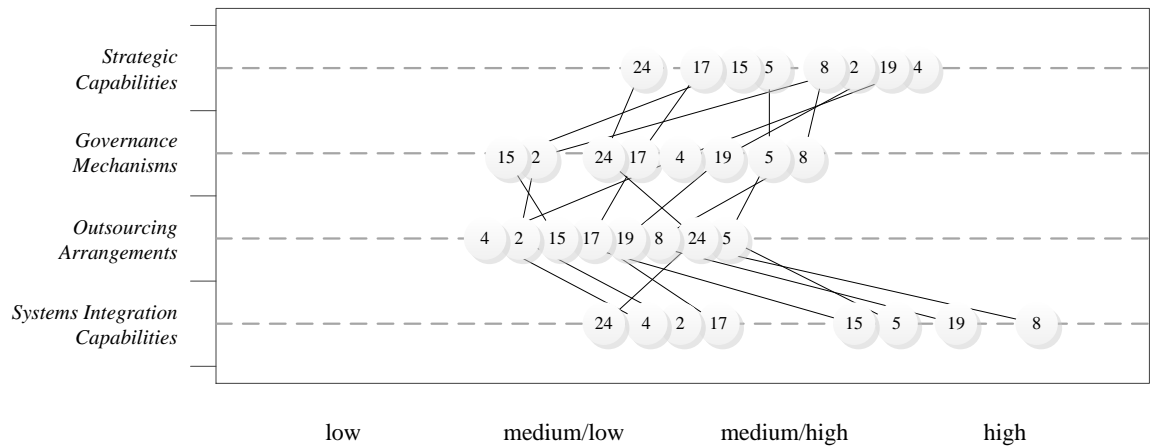 Strategic
Capabilities
24 17 15 5 8 2 19 4
Governance
Mechanisms
15 2 24 17 4 19 5 8
Outsourcing
Arrangements
4 2 15 17 19 8 24 5
Systems Integration
Capabilities
24 4 2 17 15 5 19 8
low medium/low medium/high high